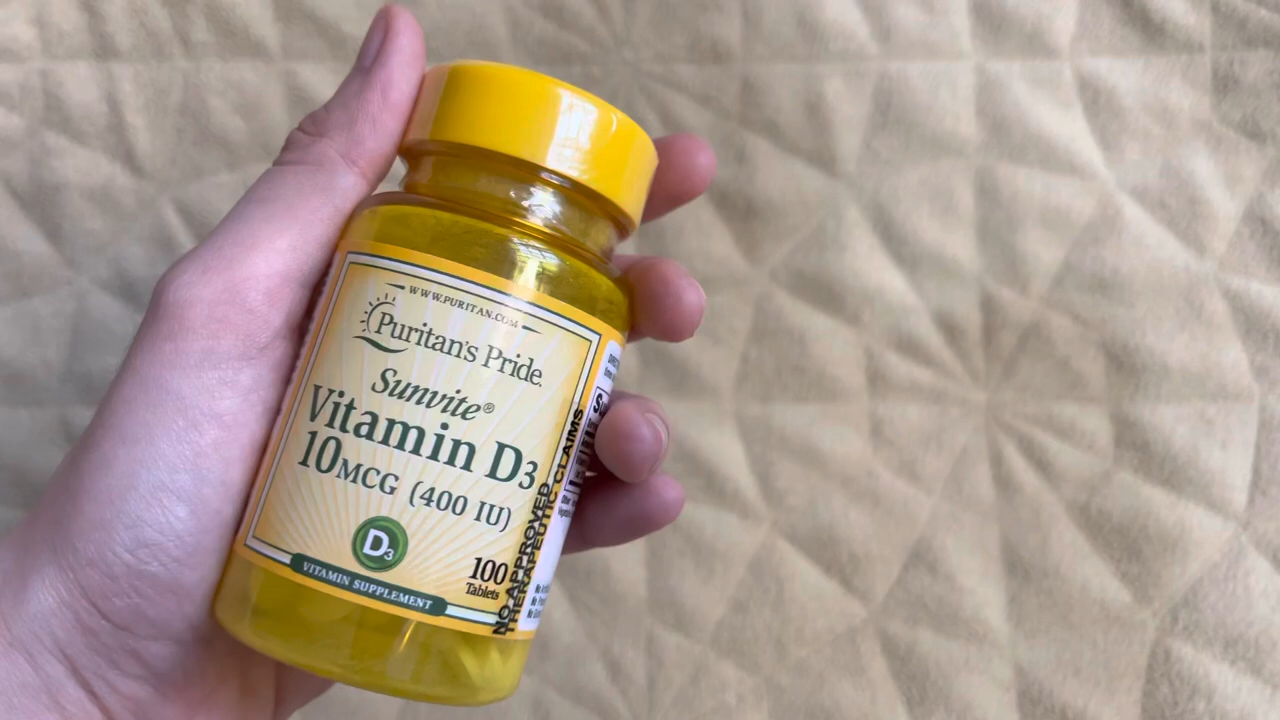 WWW.PURITAN.COM
Puritan's Pride
Sunvite®
Vitamin D3
10MCG (400 IU)
D3
VITAMIN SUPPLEMENT
100
Tablets
NO APPROVED
THERAPEUTIC CLAIMS